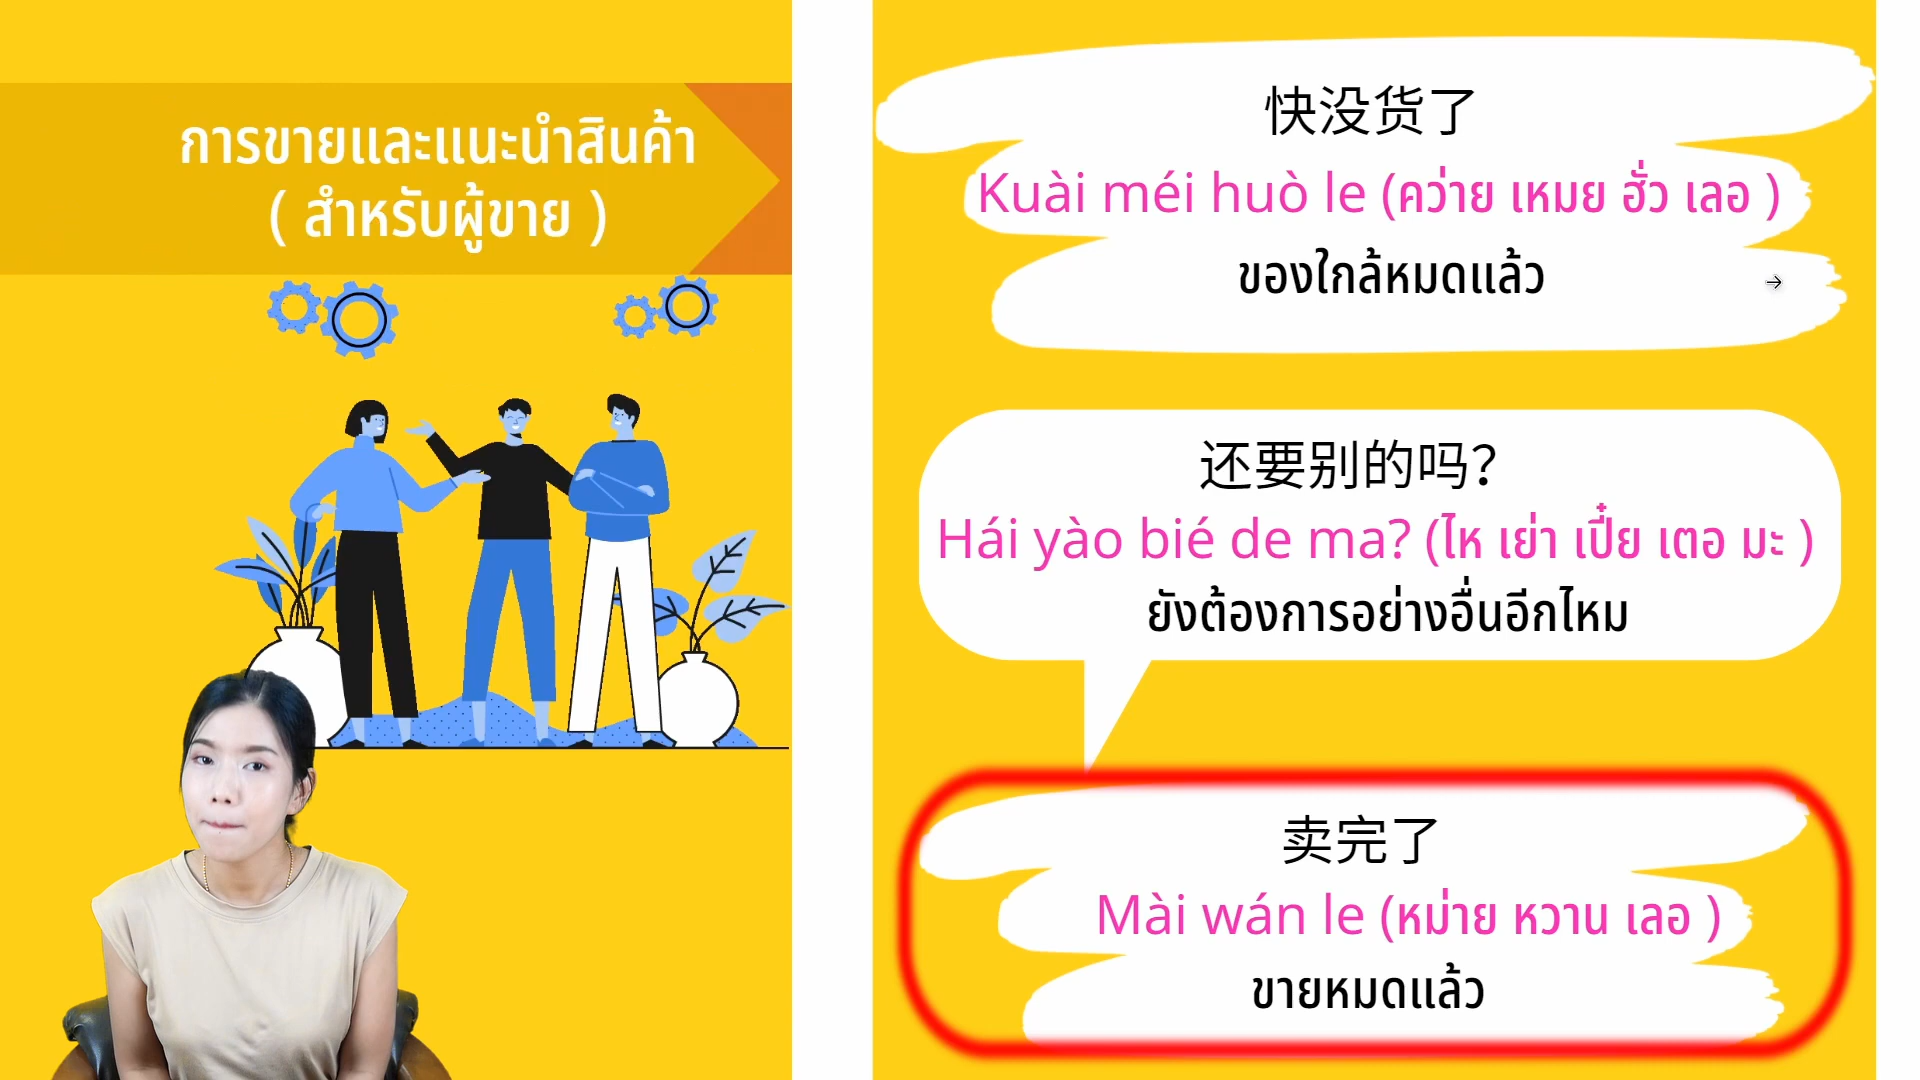 การขายและแนะนำสินค้า
( สำหรับผู้ขาย )
快没货了
Kuài méi huò le (คว่าย เหมย ฮั่ว เลอ )
ของใกล้หมดแล้ว
还要别的吗?
Hái yào bié de ma? (ไห เย่า เปี๋ย เตอ มะ )
ยังต้องการอย่างอื่นอีกไหม
卖完了
Mài wán le (หม่าย หวาน เลอ )
ขายหมดแล้ว